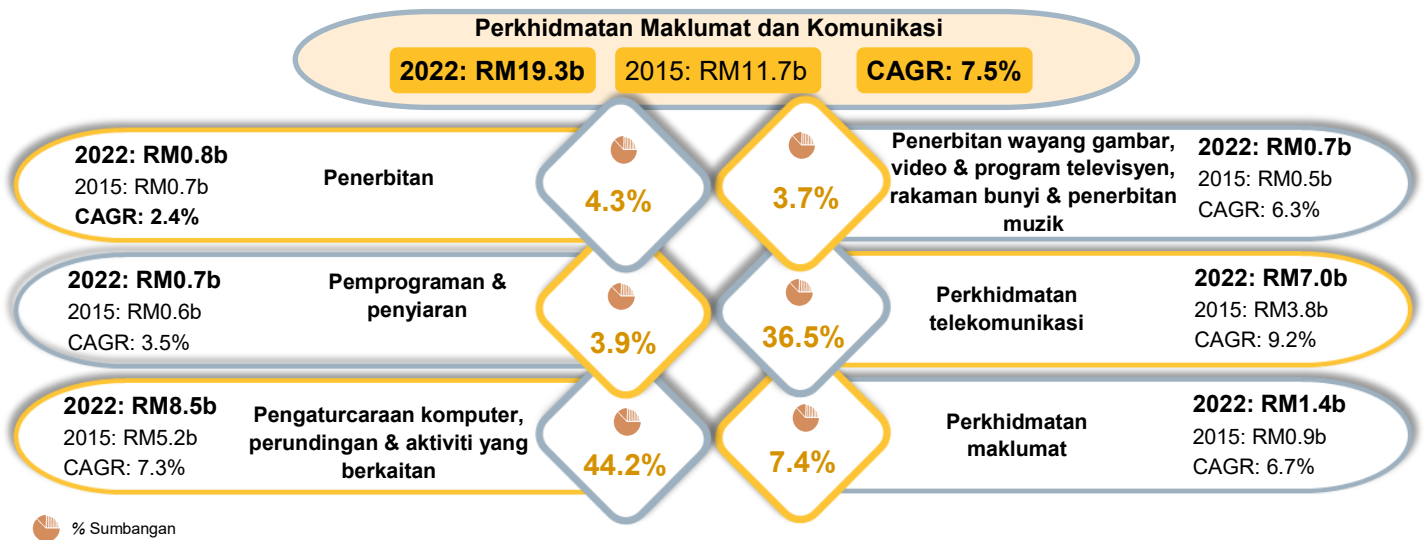 Perkhidmatan Maklumat dan Komunikasi
2022: RM19.3b
2015: RM11.7b
CAGR: 7.5%
2022: RM0.8b
2015: RM0.7b
CAGR: 2.4%
Penerbitan
4.3%
3.7%
Penerbitan wayang gambar,
video & program televisyen,
rakaman bunyi & penerbitan
muzik
2022: RM0.7b
2015: RM0.5b
CAGR: 6.3%
2022: RM0.7b
2015: RM0.6b
CAGR: 3.5%
Pemprograman &
penyiaran
3.9%
36.5%
Perkhidmatan
telekomunikasi
2022: RM7.0b
2015: RM3.8b
CAGR: 9.2%
2022: RM8.5b
2015: RM5.2b
CAGR: 7.3%
Pengaturcaraan komputer,
perundingan & aktiviti yang
berkaitan
44.2%
7.4%
Perkhidmatan
maklumat
2022: RM1.4b
2015: RM0.9b
CAGR: 6.7%
% Sumbangan